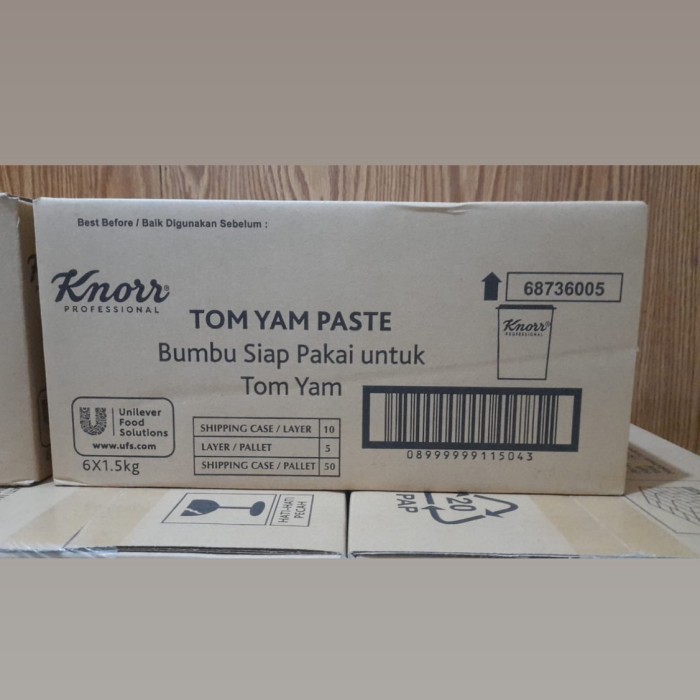 Best Before / Baik Digunakan Sebelum :
Knorr®
PROFESSIONAL
68736005
TOM YAM PASTE
Bumbu Siap Pakai untuk
Tom Yam
Knorr
PROFESSIONAL
Unilever
Food
Solutions
www.ufs.com
6X1.5kg
SHIPPING CASE / LAYER 10
LAYER / PALLET 5
SHIPPING CASE / PALLET 50
08999999115043
HATI-HATI
PECAH
20
PAP